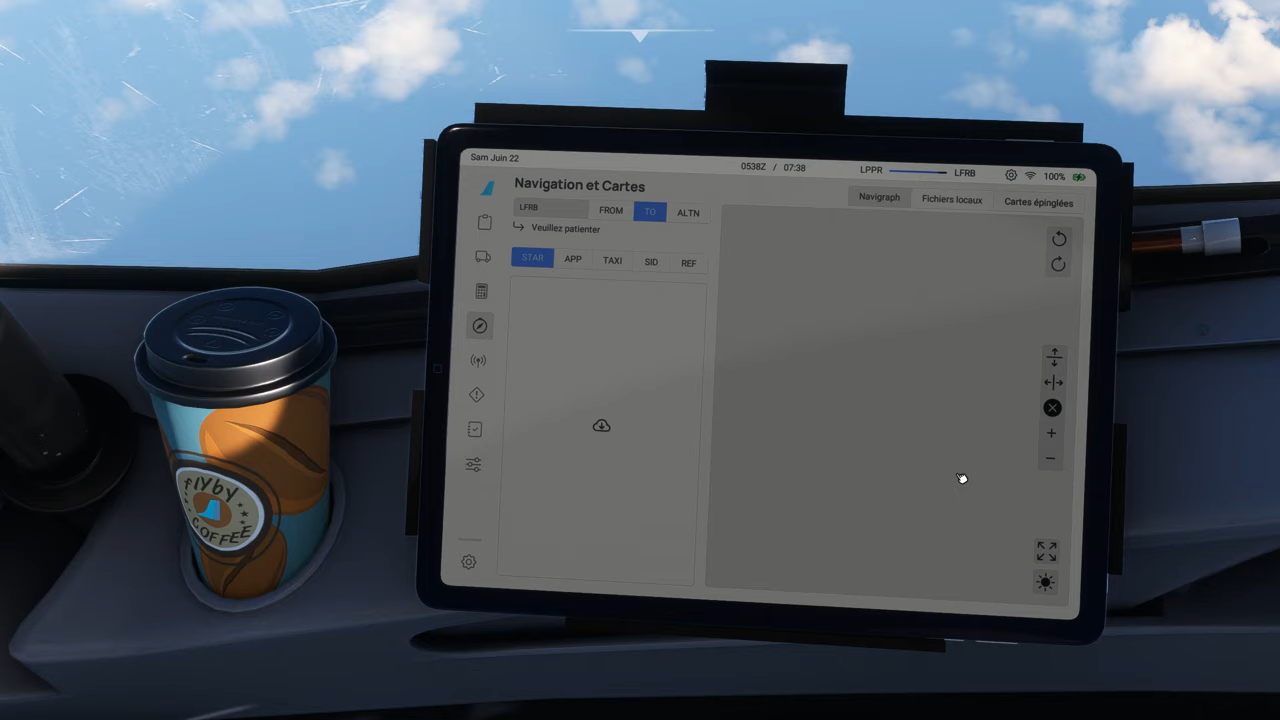 Sam Juin 22
0538Z / 07:38
LPPR LFRB
100%
Navigation et Cartes
Navigraph Fichiers locaux Cartes épinglées
LFRB FROM TO ALTN
Veuillez patienter
STAR APP TAXI SID REF
flyby
COFFEE